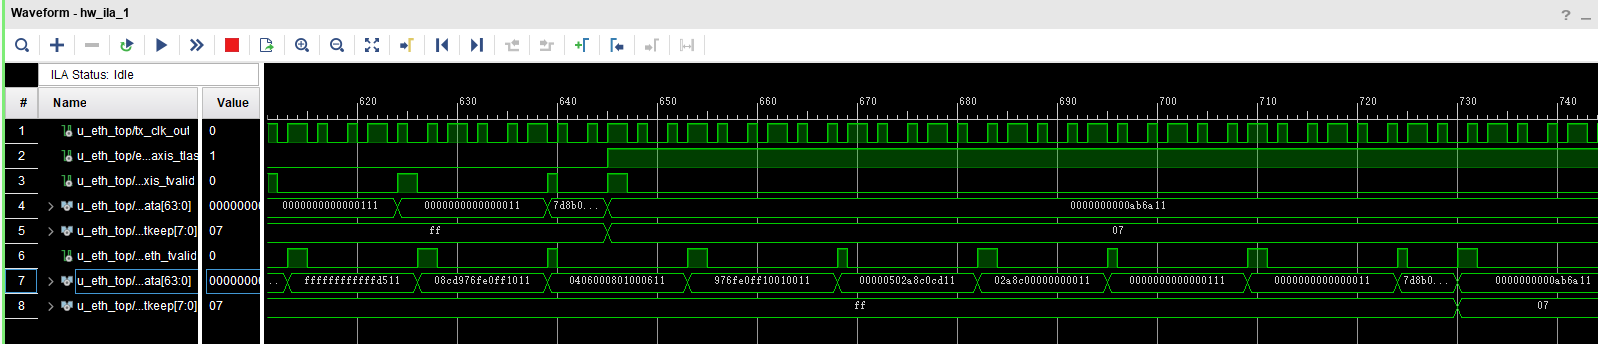 Waveform - hw_ila_1
? _
ILA Status: Idle
# Name Value
620 630 640 650 660 670 680 690 700 710 720 730 740
1 u_eth_top/tx_clk_out 0
2 u_eth_top/e...axis_tlas 1
3 u_eth_top/...xis_tvalid 0
4 u_eth_top/...ata[63:0] 00000000 0000000000000111 0000000000000011 7d8b0... 0000000000ab6a11
5 u_eth_top/...tkeep[7:0] 07 ff 07
6 u_eth_top/...eth_tvalid 0
7 u_eth_top/...ata[63:0] 00000000 ... ffffffffffffd511 08cd976fe0ff1011 0406000801000611 976fe0ff10010011 00000502a8c0cd11 02a8c00000000011 0000000000000111 0000000000000011 7d8b0... 0000000000ab6a11
8 u_eth_top/...tkeep[7:0] 07 ff 07